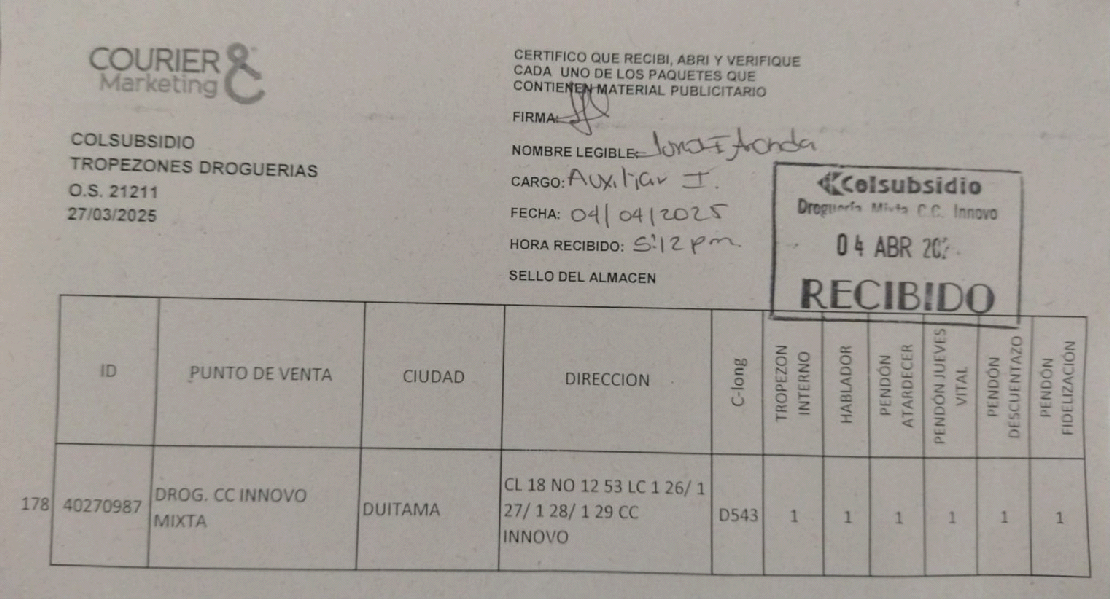 COURIER &
Marketing
COLSUBSIDIO
TROPEZONES DROGUERIAS
O.S. 21211
27/03/2025
CERTIFICO QUE RECIBI, ABRI Y VERIFIQUE
CADA UNO DE LOS PAQUETES QUE
CONTIENEN MATERIAL PUBLICITARIO
FIRMA:
NOMBRE LEGIBLE:
CARGO: Auxiliar I.
FECHA: 04/04/2025
HORA RECIBIDO: 5:12 pm.
SELLO DEL ALMACEN
Colsubsidio
Droguería Mixta C.C. Innovo
04 ABR
RECIBIDO
ID
PUNTO DE VENTA
CIUDAD
DIRECCION
C-long
TROPEZON
INTERNO
HABLADOR
PENDÓN
ATARDECER
PENDÓN JUEVES
VITAL
PENDÓN
DESCUENTAZO
PENDÓN
FIDELIZACIÓN
178
40270987
DROG. CC INNOVO
MIXTA
DUITAMA
CL 18 NO 12 53 LC 1 26/ 1
27/ 1 28/ 1 29 CC
INNOVO
D543
1
1
1
1
1
1